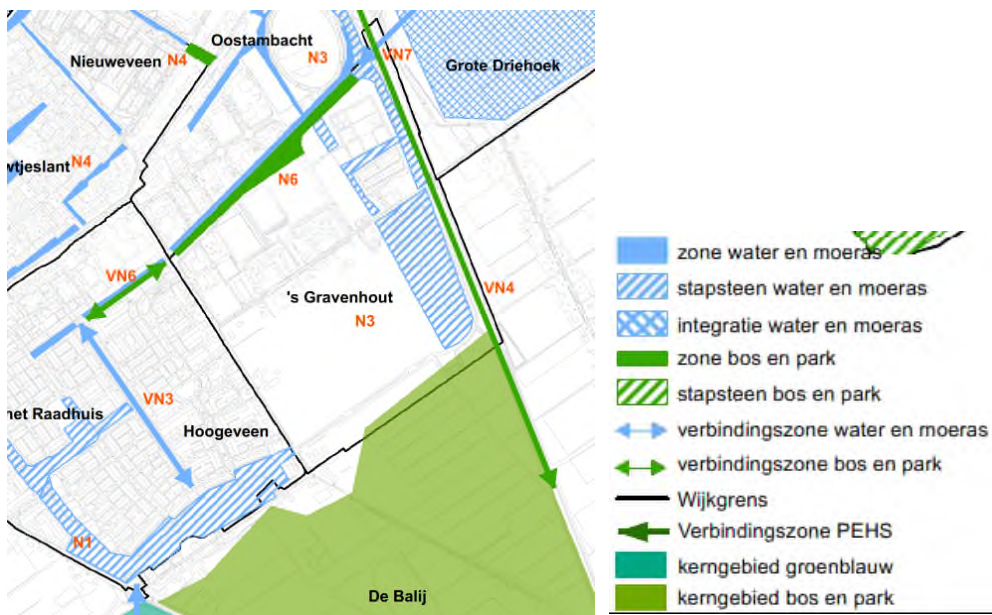 Oostambacht
Nieuweveen N4
N3
VN7
Grote Driehoek
wtjeslant N4
N6
VN6
's Gravenhout
N3
VN4
VN3
net Raadhuis
Hoogeveen
N1
De Balij
zone water en moeras
stapsteen water en moeras
integratie water en moeras
zone bos en park
stapsteen bos en park
verbindingszone water en moeras
verbindingszone bos en park
Wijkgrens
Verbindingszone PEHS
kerngebied groenblauw
kerngebied bos en park